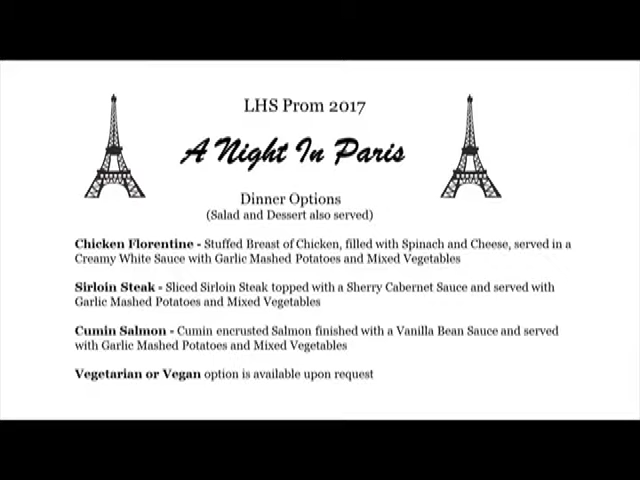 LHS Prom 2017
A Night In Paris
Dinner Options
(Salad and Dessert also served)
Chicken Florentine - Stuffed Breast of Chicken, filled with Spinach and Cheese, served in a
Creamy White Sauce with Garlic Mashed Potatoes and Mixed Vegetables
Sirloin Steak - Sliced Sirloin Steak topped with a Sherry Cabernet Sauce and served with
Garlic Mashed Potatoes and Mixed Vegetables
Cumin Salmon - Cumin encrusted Salmon finished with a Vanilla Bean Sauce and served
with Garlic Mashed Potatoes and Mixed Vegetables
Vegetarian or Vegan option is available upon request